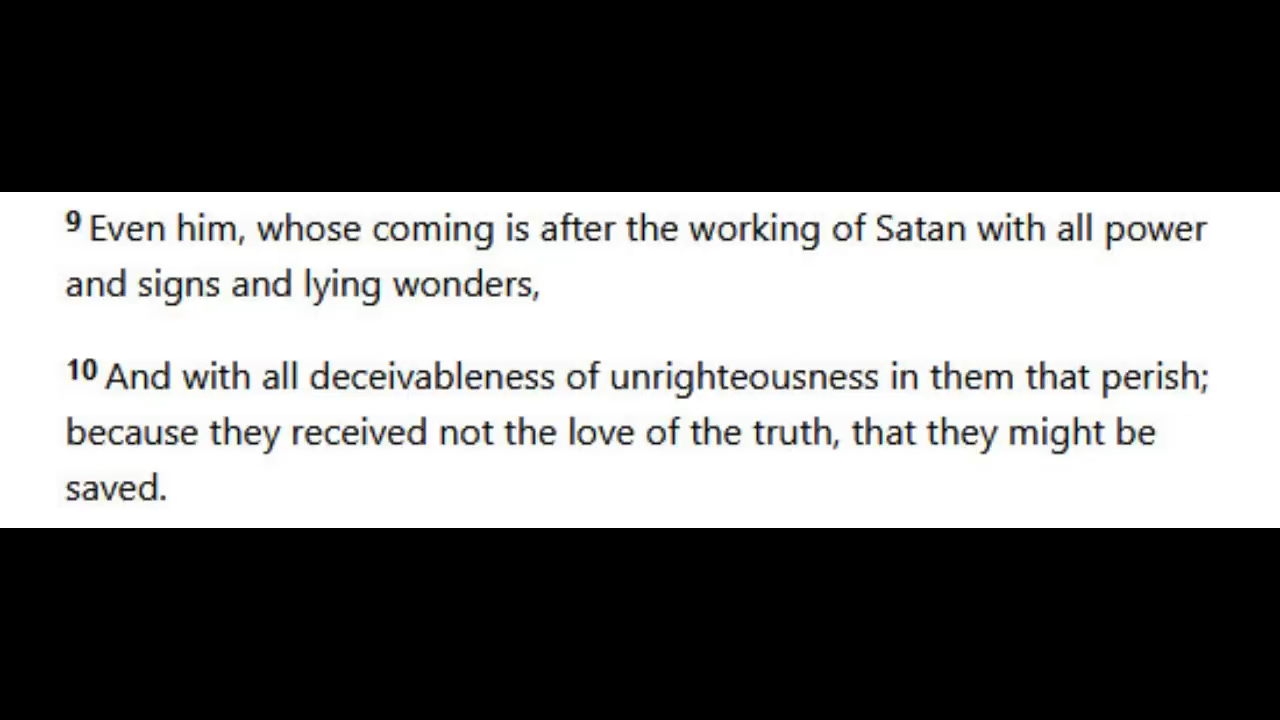 9 Even him, whose coming is after the working of Satan with all power
and signs and lying wonders,
10 And with all deceivableness of unrighteousness in them that perish;
because they received not the love of the truth, that they might be
saved.